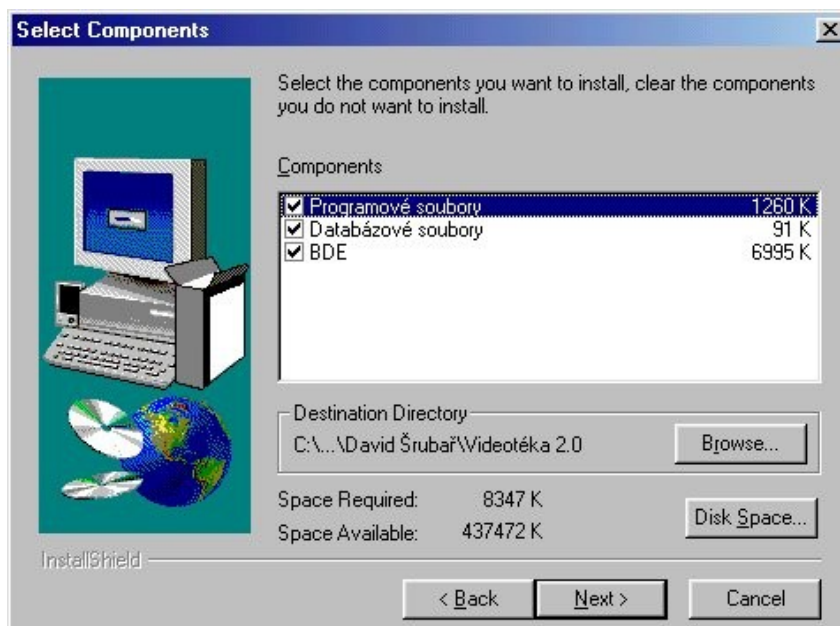 Select Components
Select the components you want to install, clear the components
you do not want to install.
Components
Programové soubory 1260 K
Databázové soubory 91 K
BDE 6995 K
Destination Directory
C:\...\David Šrubař\Videotéka 2.0
Browse...
Space Required: 8347 K
Space Available: 437472 K
Disk Space...
InstallShield
< Back
Next >
Cancel